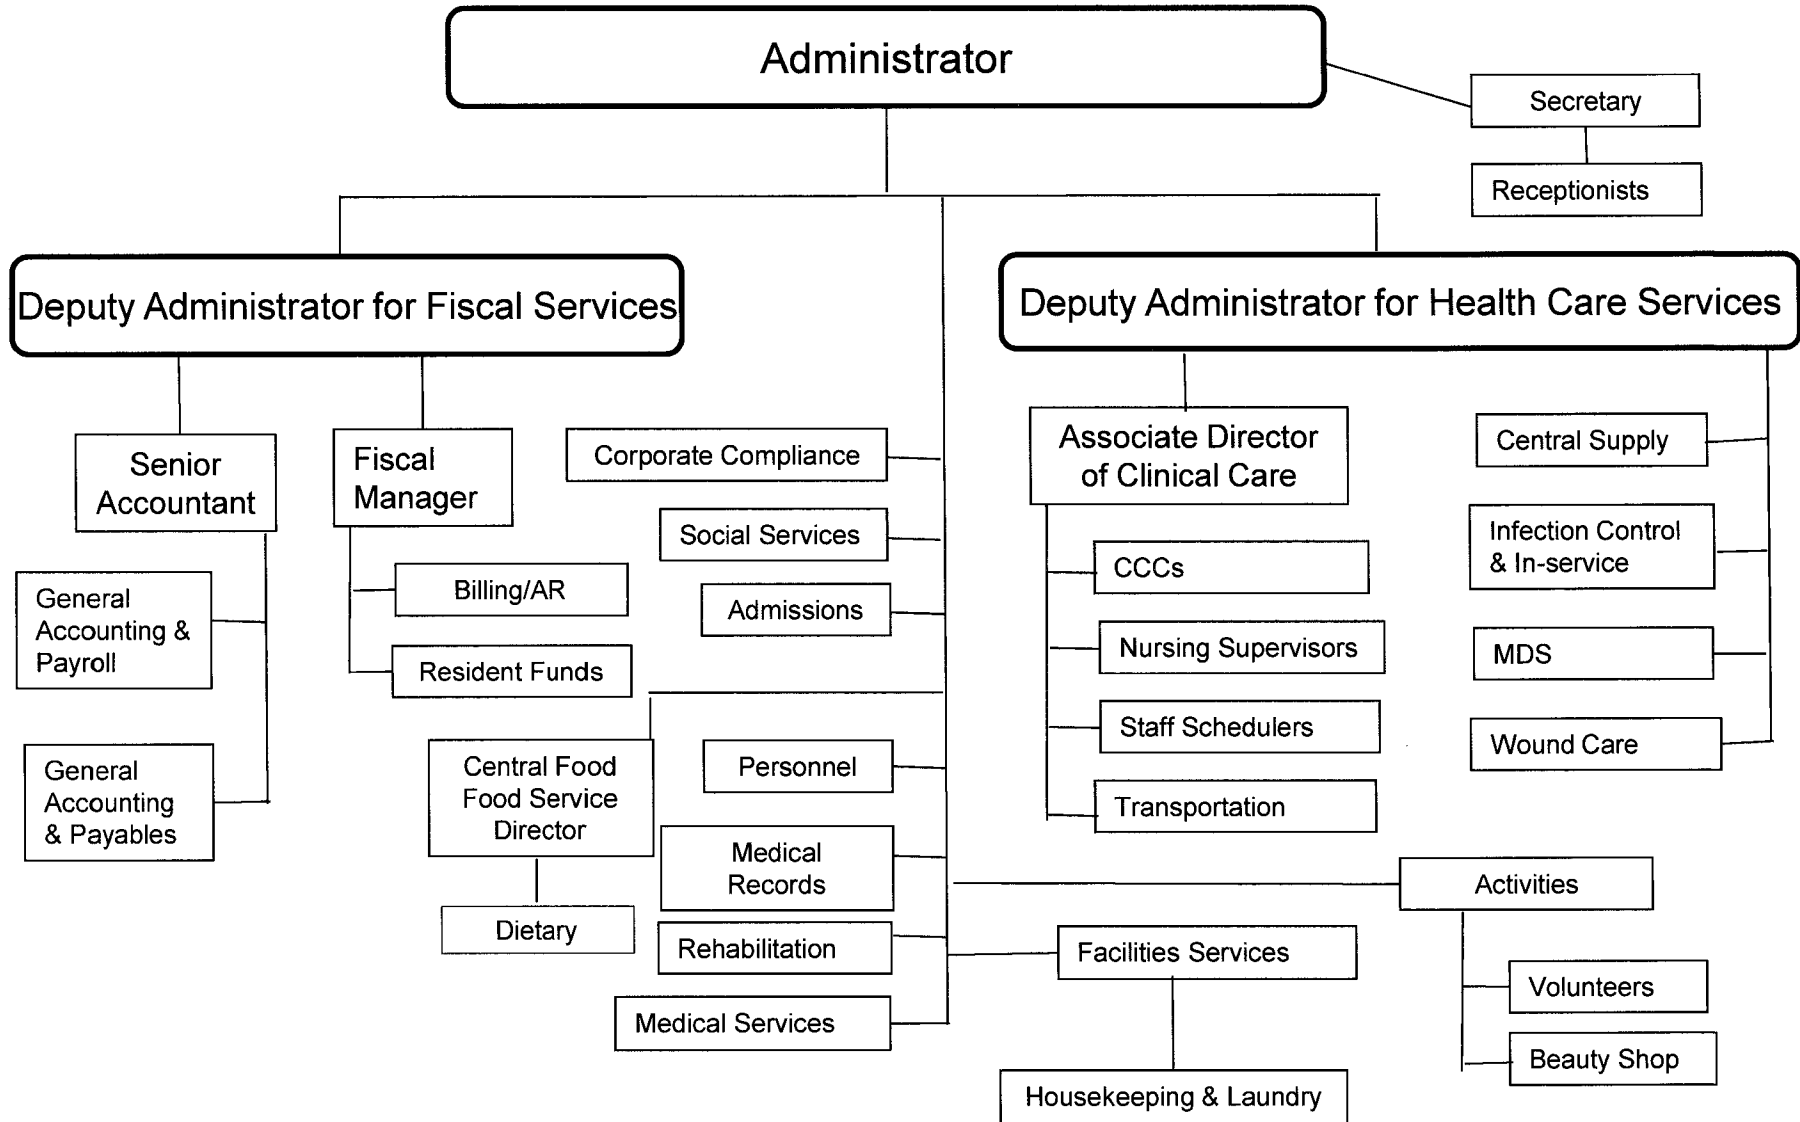 Administrator
Secretary
Receptionists
Deputy Administrator for Fiscal Services
Deputy Administrator for Health Care Services
Senior
Accountant
Fiscal
Manager
Corporate Compliance
Associate Director
of Clinical Care
Central Supply
Social Services
Infection Control
& In-service
General
Accounting &
Payroll
Billing/AR
Admissions
CCCs
Resident Funds
Nursing Supervisors
MDS
Central Food
Food Service
Director
Personnel
Staff Schedulers
Wound Care
General
Accounting
& Payables
Transportation
Medical
Records
Activities
Dietary
Rehabilitation
Facilities Services
Volunteers
Medical Services
Beauty Shop
Housekeeping & Laundry